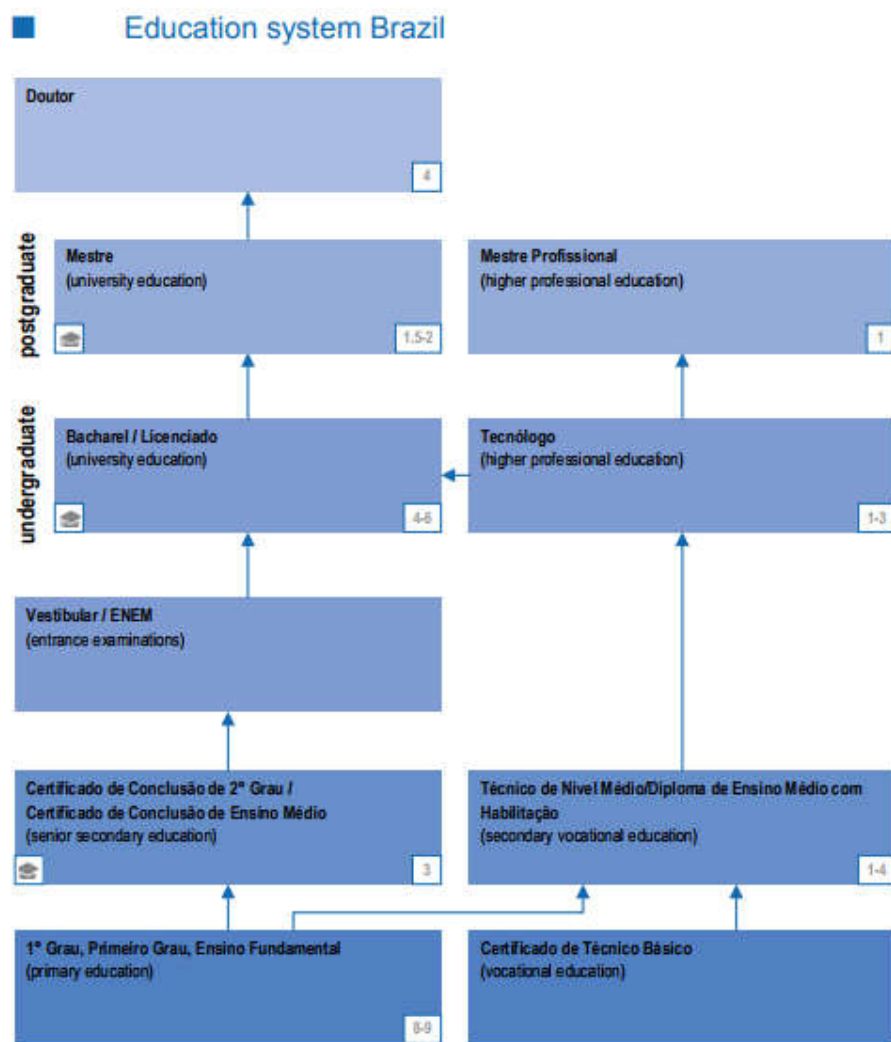 Education system Brazil
Doutor
4
postgraduate
Mestre
(university education)
1.5-2
Mestre Profissional
(higher professional education)
1
undergraduate
Bacharel / Licenciado
(university education)
4-6
Tecnólogo
(higher professional education)
1-3
Vestibular / ENEM
(entrance examinations)
Certificado de Conclusão de 2º Grau /
Certificado de Conclusão de Ensino Médio
(senior secondary education)
3
Técnico de Nivel Médio/Diploma de Ensino Médio com
Habilitação
(secondary vocational education)
1-4
1º Grau, Primeiro Grau, Ensino Fundamental
(primary education)
8-9
Certificado de Técnico Básico
(vocational education)